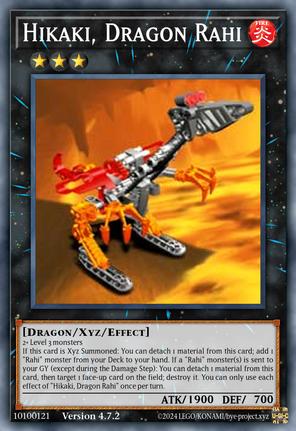 Hikaki, Dragon Rahi
FIRE
炎
[Dragon/Xyz/Effect]
2+ Level 3 monsters
If this card is Xyz Summoned: You can detach 1 material from this card; add 1
"Rahi" monster from your Deck to your hand. If a "Rahi" monster(s) is sent to
your GY (except during the Damage Step): You can detach 1 material from this
card, then target 1 face-up card on the field; destroy it. You can only use each
effect of "Hikaki, Dragon Rahi" once per turn.
ATK/1900 DEF/ 700
10100121 Version 4.7.2 ©2024 LEGO/KONAMI/bye-project.xyz